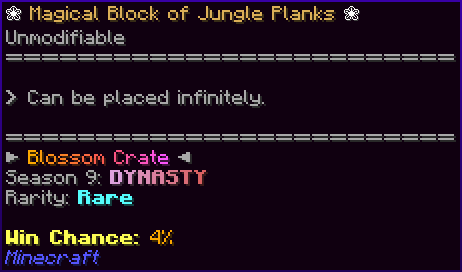 ❀ Magical Block of Jungle Planks ❀
Unmodifiable
==============================
> Can be placed infinitely.
==============================
► Blossom Crate ◄
Season 9: DYNASTY
Rarity: Rare
Win Chance: 4%
Minecraft